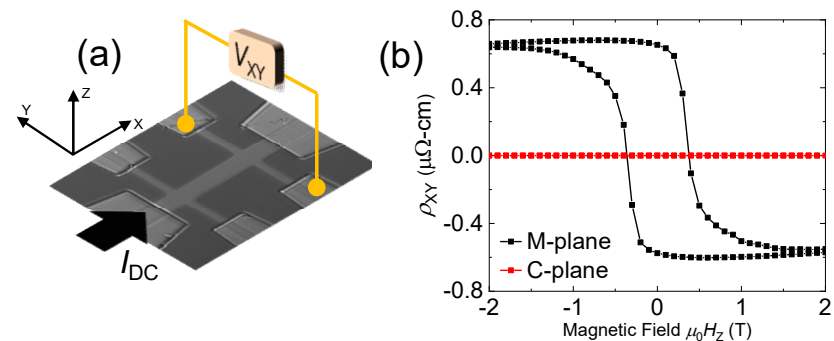 (a)
V_XY
Z
Y
X
I_DC
(b)
0.8
0.4
0.0
-0.4
-0.8
ρ_XY (μΩ-cm)
M-plane
C-plane
-2
-1
0
1
2
Magnetic Field μ₀H_Z (T)